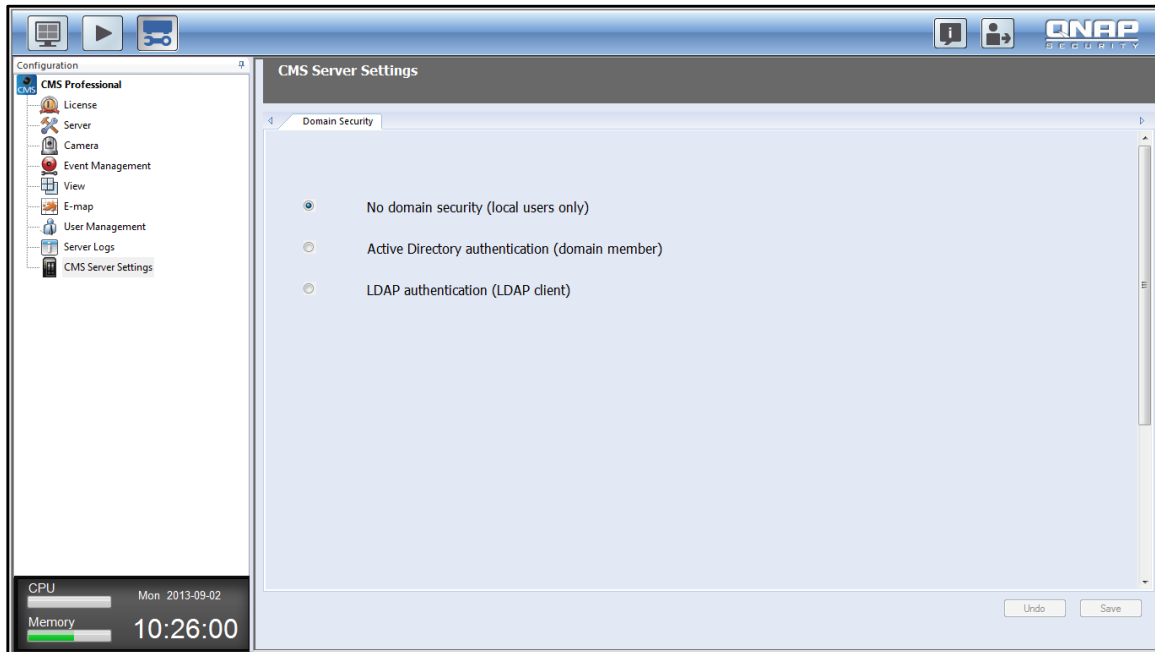 QNAP
SECURITY
Configuration
CMS Professional
CMS
License
Server
Camera
Event Management
View
E-map
User Management
Server Logs
CMS Server Settings
CMS Server Settings
Domain Security
No domain security (local users only)
Active Directory authentication (domain member)
LDAP authentication (LDAP client)
Undo
Save
CPU
Mon 2013-09-02
Memory
10:26:00